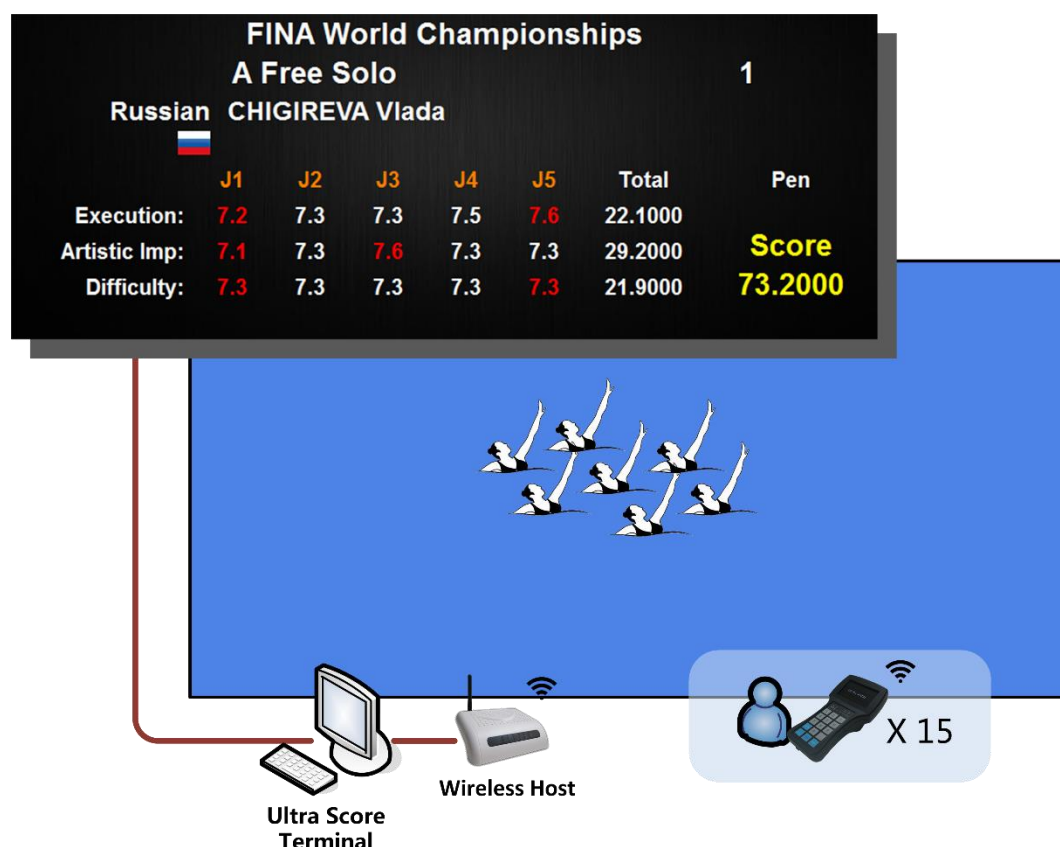 FINA World Championships
A Free Solo 1
Russian CHIGIREVA Vlada
J1 J2 J3 J4 J5 Total Pen
Execution: 7.2 7.3 7.3 7.5 7.6 22.1000
Artistic Imp: 7.1 7.3 7.6 7.3 7.3 29.2000
Score
Difficulty: 7.3 7.3 7.3 7.3 7.3 21.9000 73.2000
X 15
Wireless Host
Ultra Score
Terminal